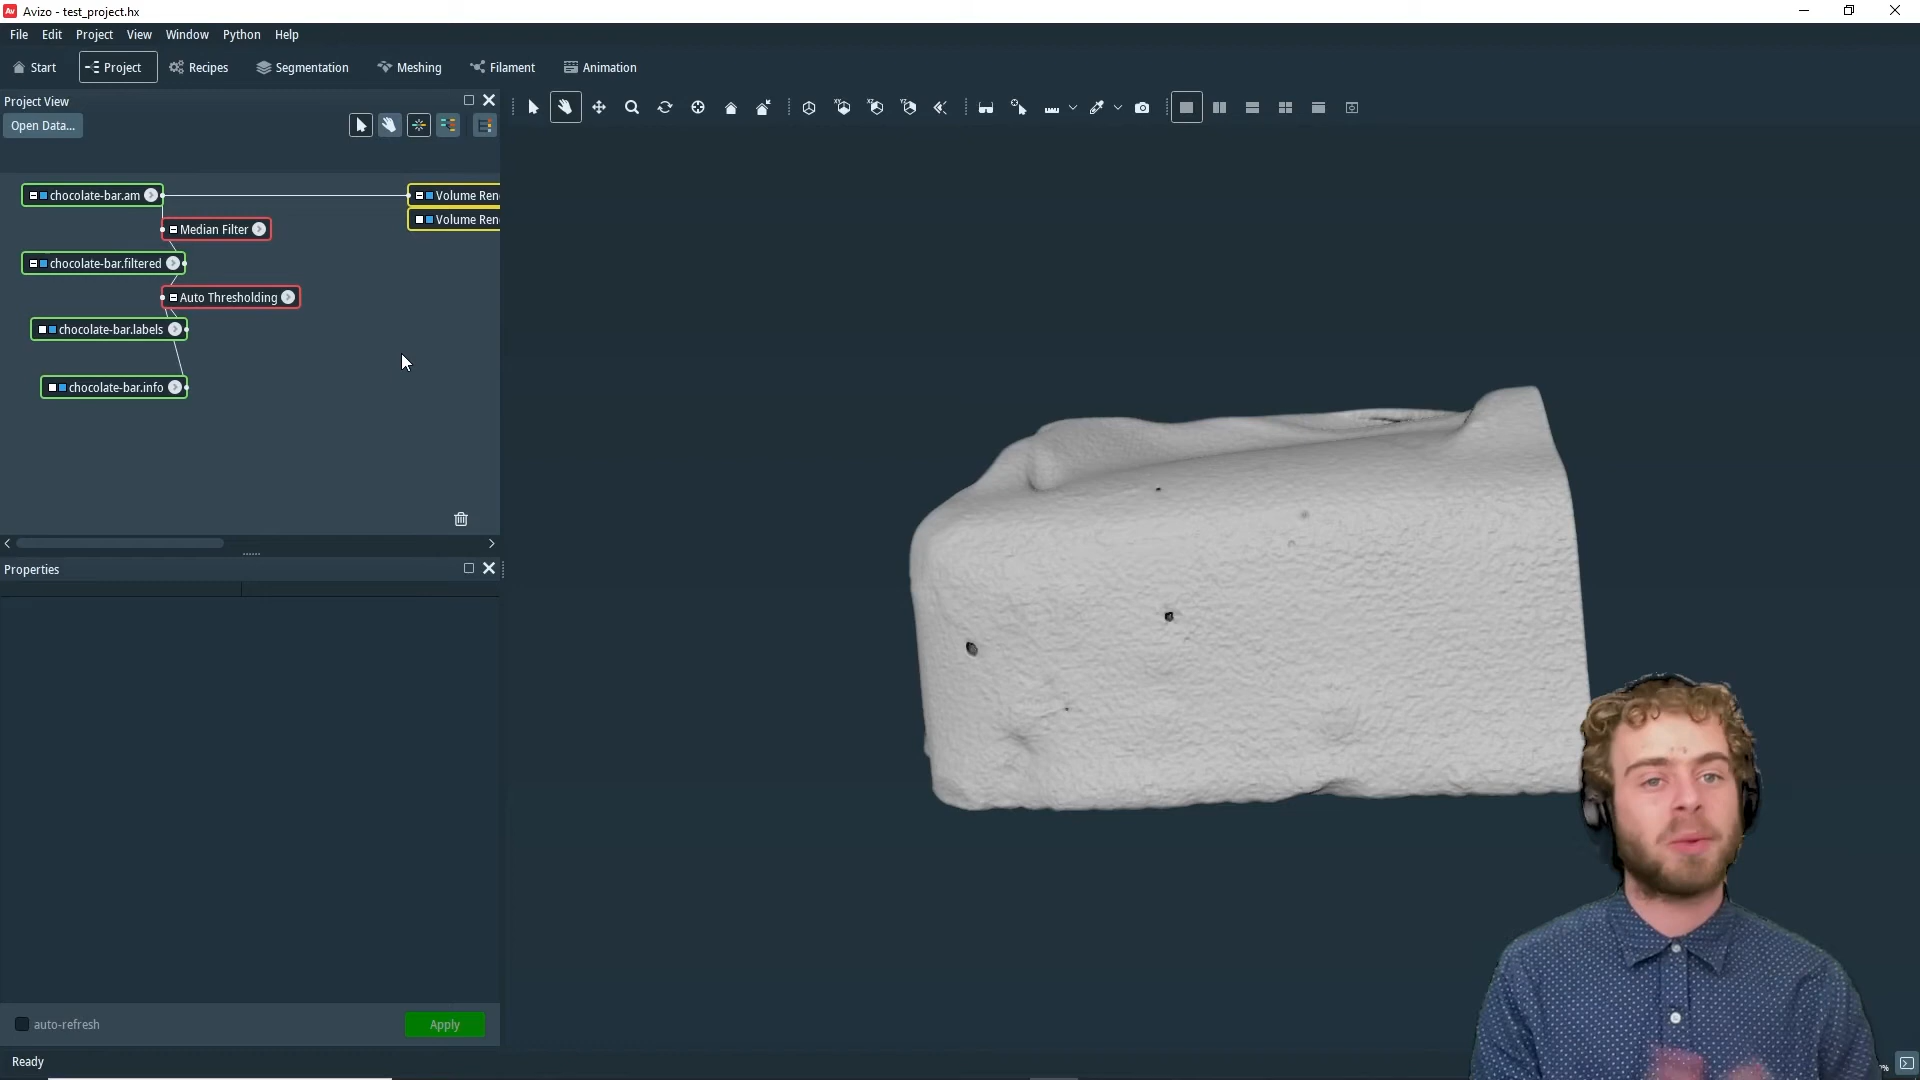 Av Avizo - test_project.hx
File Edit Project View Window Python Help
Start Project Recipes Segmentation Meshing Filament Animation
Project View
Open Data...
chocolate-bar.am
Volume Ren
Volume Ren
Median Filter
chocolate-bar.filtered
Auto Thresholding
chocolate-bar.labels
chocolate-bar.info
Properties
auto-refresh
Apply
Ready